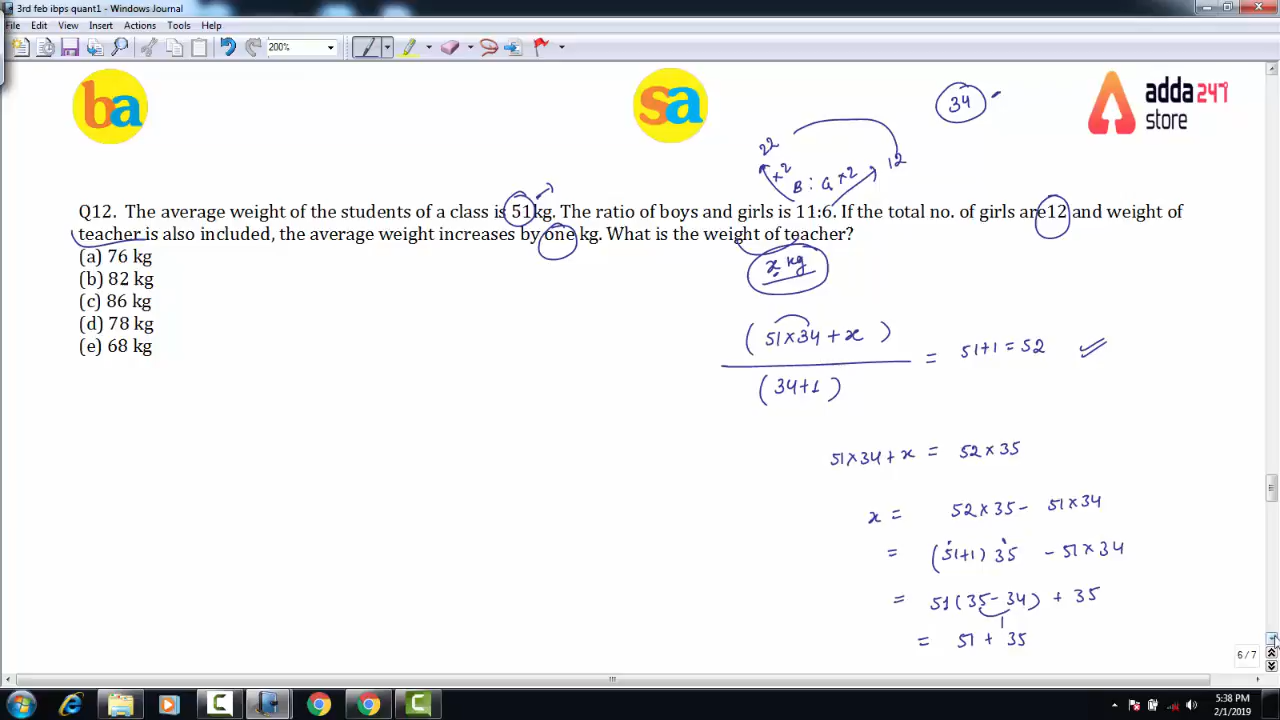 3rd feb ibps quant1 - Windows Journal
File Edit View Insert Actions Tools Help
200%
ba
sa
34
adda247
store
22
12
×2
B : G ×2
Q12. The average weight of the students of a class is 51kg. The ratio of boys and girls is 11:6. If the total no. of girls are12 and weight of
teacher is also included, the average weight increases by one kg. What is the weight of teacher?
(a) 76 kg
x kg
(b) 82 kg
(c) 86 kg
(d) 78 kg
(e) 68 kg
(51×34+x)
= 51+1=52
(34+1)
51×34+x = 52×35
x = 52×35 - 51×34
= (51+1)35 - 51×34
= 51(35-34) + 35
1
= 51 + 35
6 / 7
5:38 PM
2/1/2019